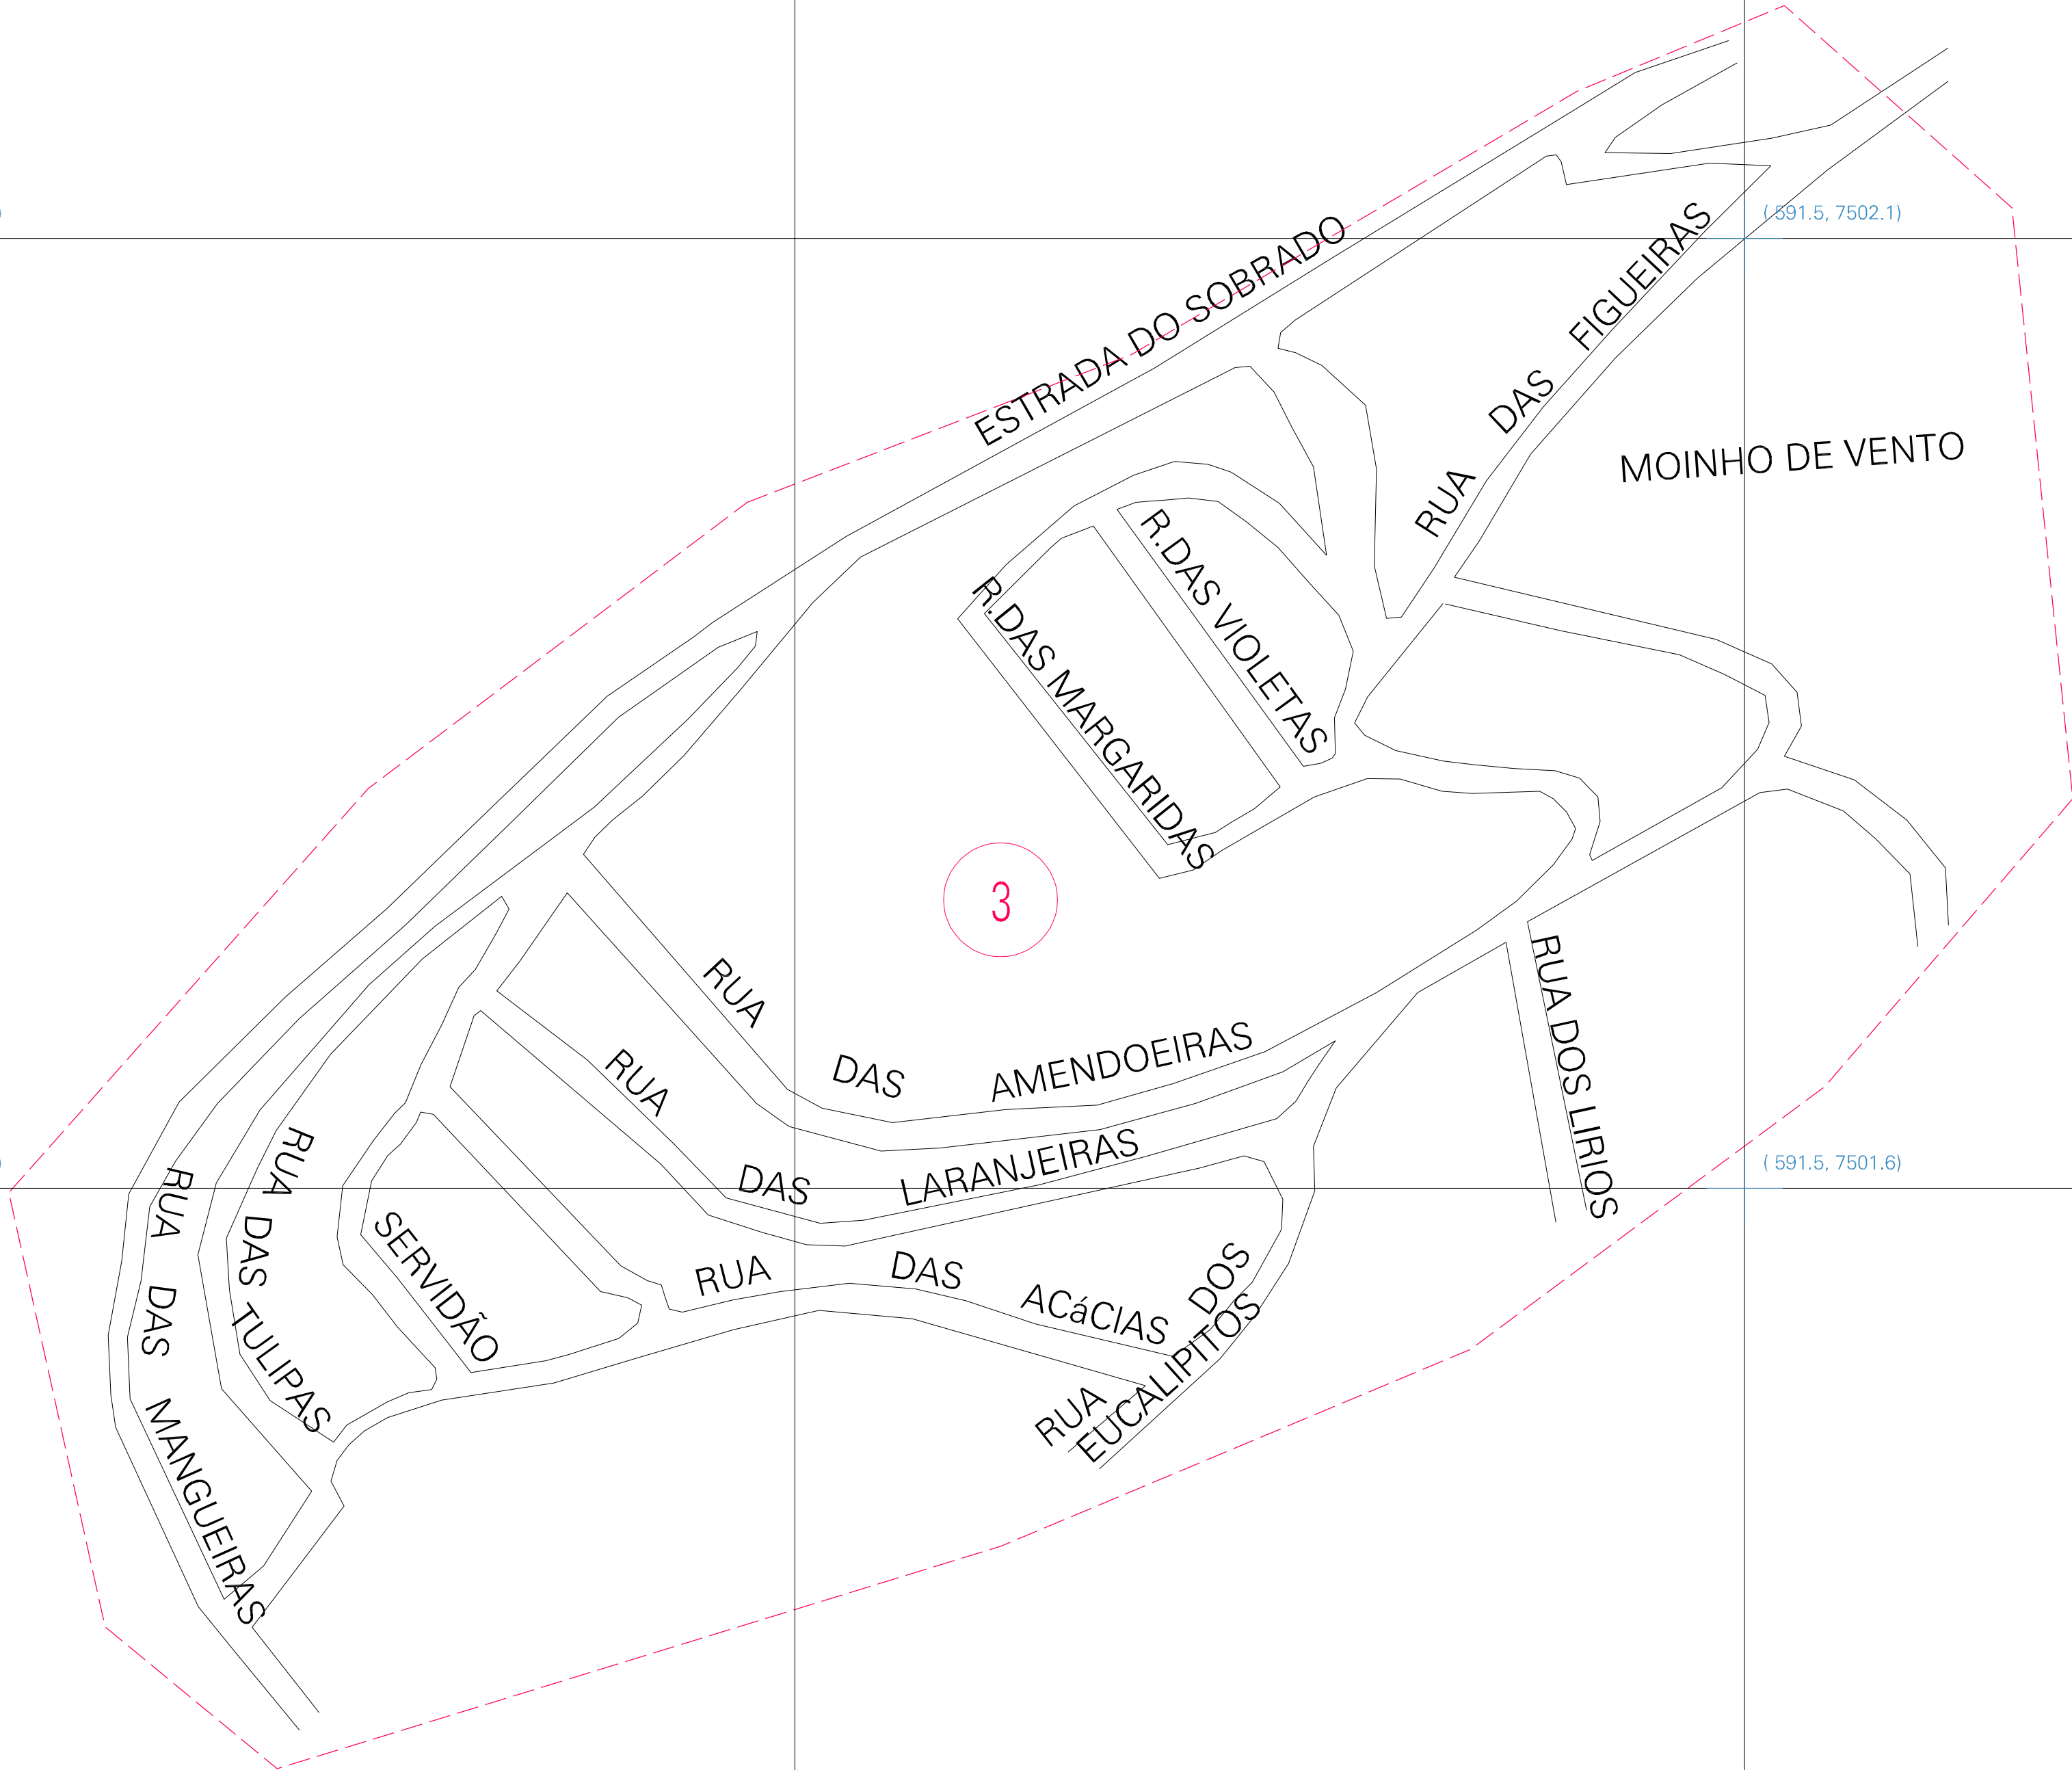 ( 591.5, 7502.1)
ESTRADA DO SOBRADO
RUA DAS FIGUEIRAS
MOINHO DE VENTO
R.DAS VIOLETAS
R.DAS MARGARIDAS
3
RUA DAS AMENDOEIRAS
RUA DOS LIRIOS
RUA DAS LARANJEIRAS
( 591.5, 7501.6)
RUA DAS MANGUEIRAS
RUA DAS TULIPAS
SERVIDÃO
RUA DAS ACáCIAS
RUA DOS
EUCALIPITOS
)
)